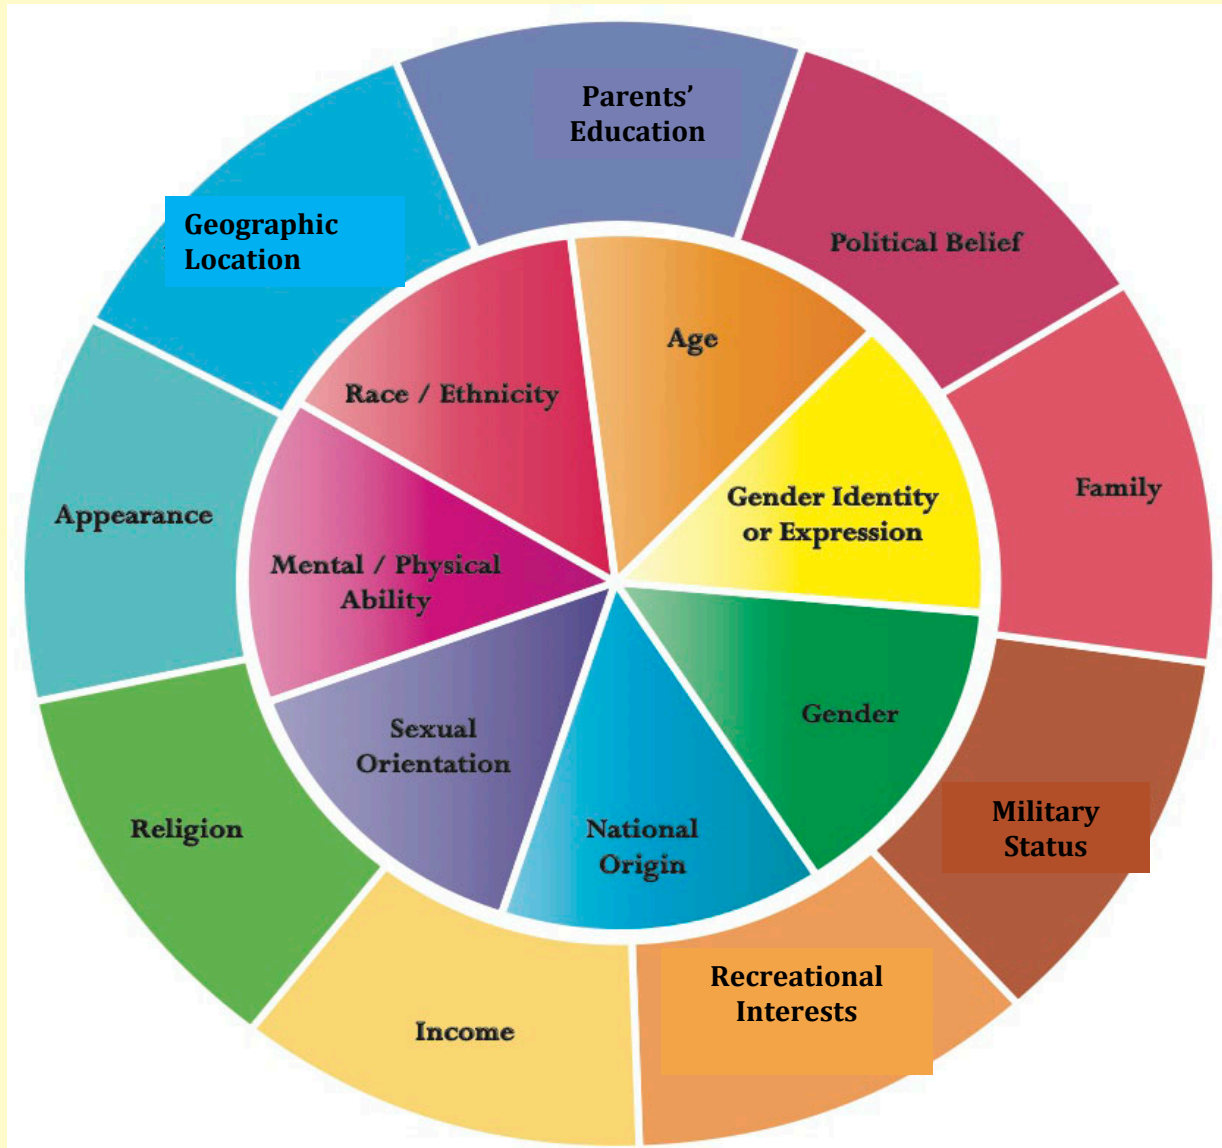 Parents’
Education
Political Belief
Geographic
Location
Age
Race / Ethnicity
Gender Identity
or Expression
Family
Appearance
Mental / Physical
Ability
Gender
Sexual
Orientation
National
Origin
Military
Status
Religion
Recreational
Interests
Income